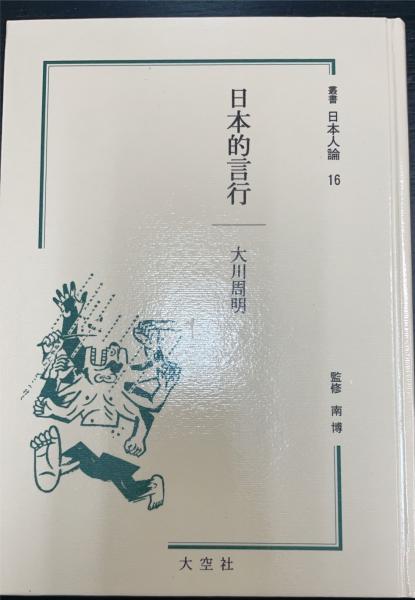 叢書 日本人論 16
日本的言行
大川周明
監修 南博
大空社